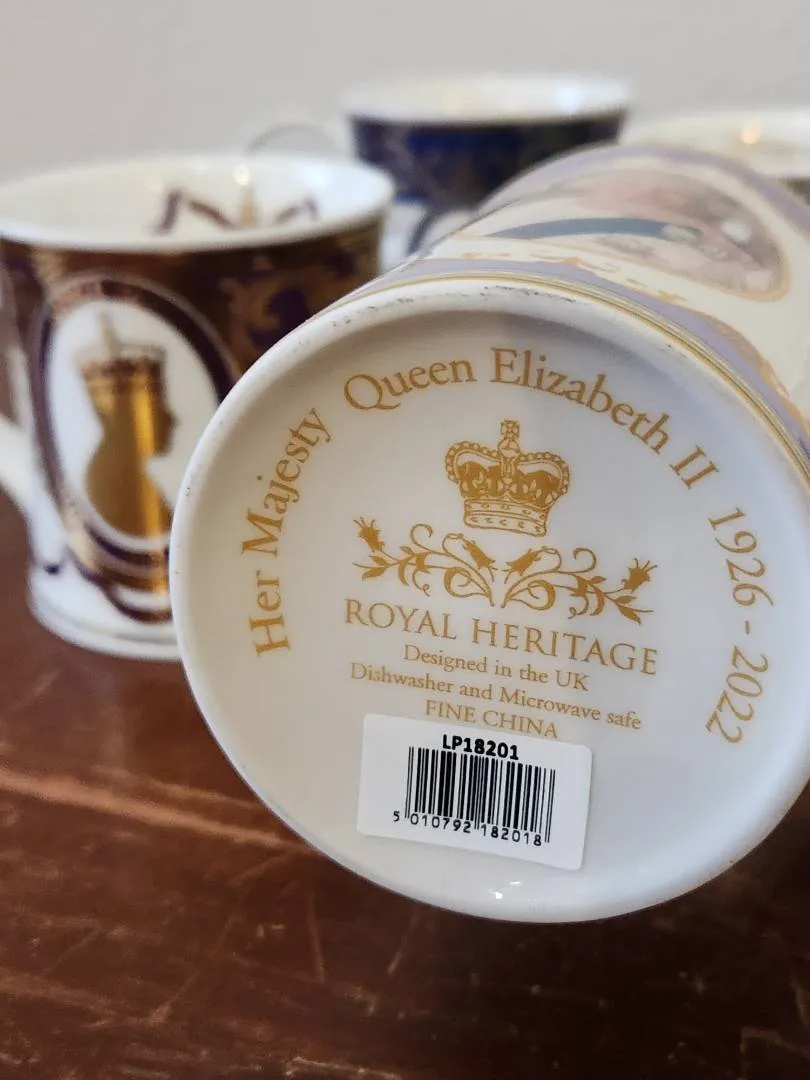 Her Majesty Queen Elizabeth II 1926 - 2022
ROYAL HERITAGE
Designed in the UK
Dishwasher and Microwave safe
FINE CHINA
LP18201
5 010792 182018